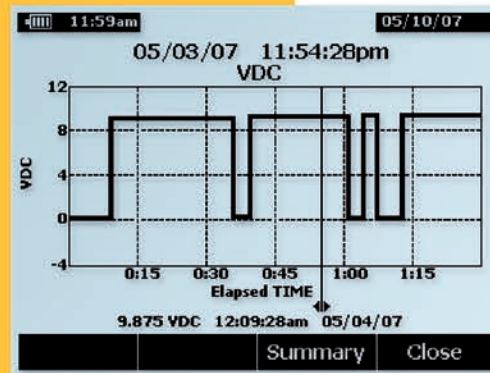 11:59am 05/10/07
05/03/07 11:54:28pm
VDC
12
8
4
0
-4
VDC
0:15 0:30 0:45 1:00 1:15
Elapsed TIME
9.875 VDC 12:09:28am 05/04/07
Summary Close